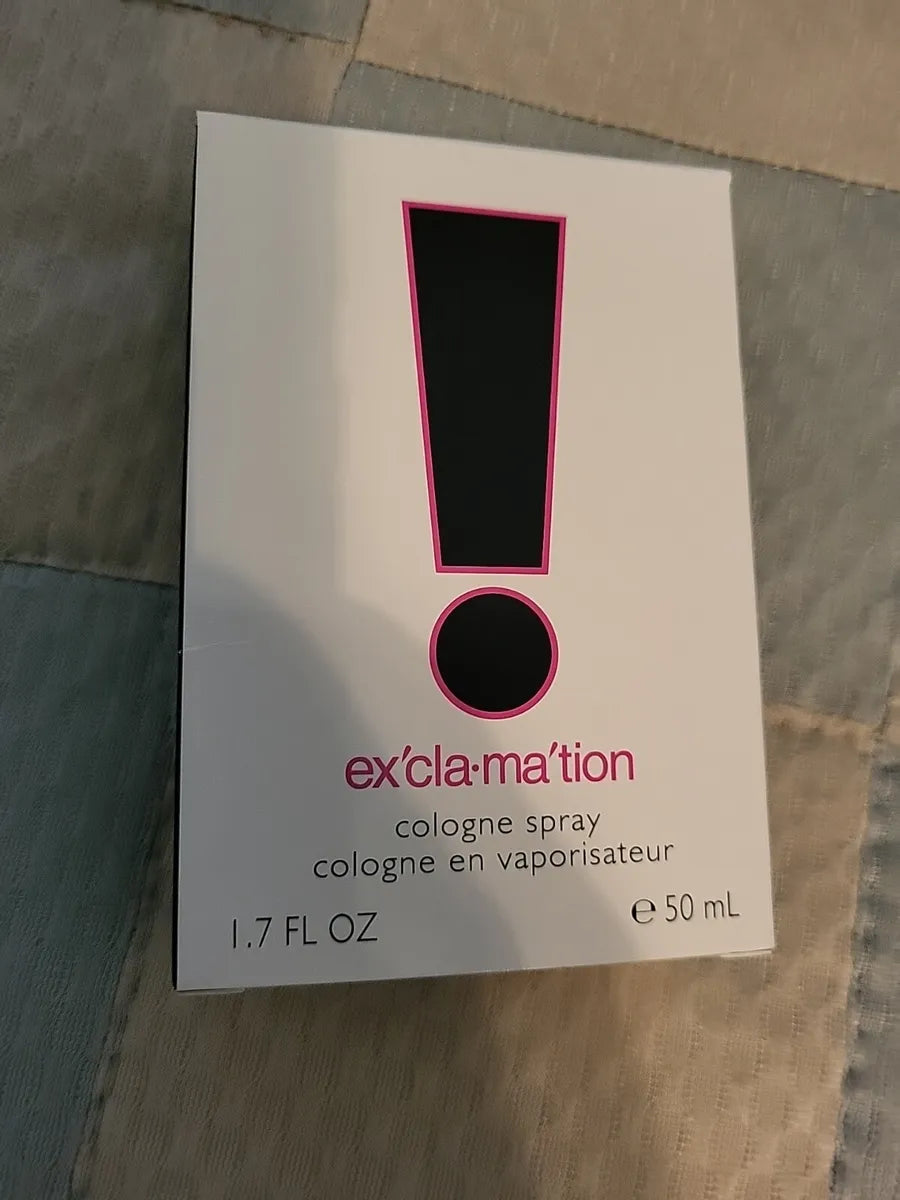 !
ex'cla·ma'tion
cologne spray
cologne en vaporisateur
1.7 FL OZ
℮ 50 mL